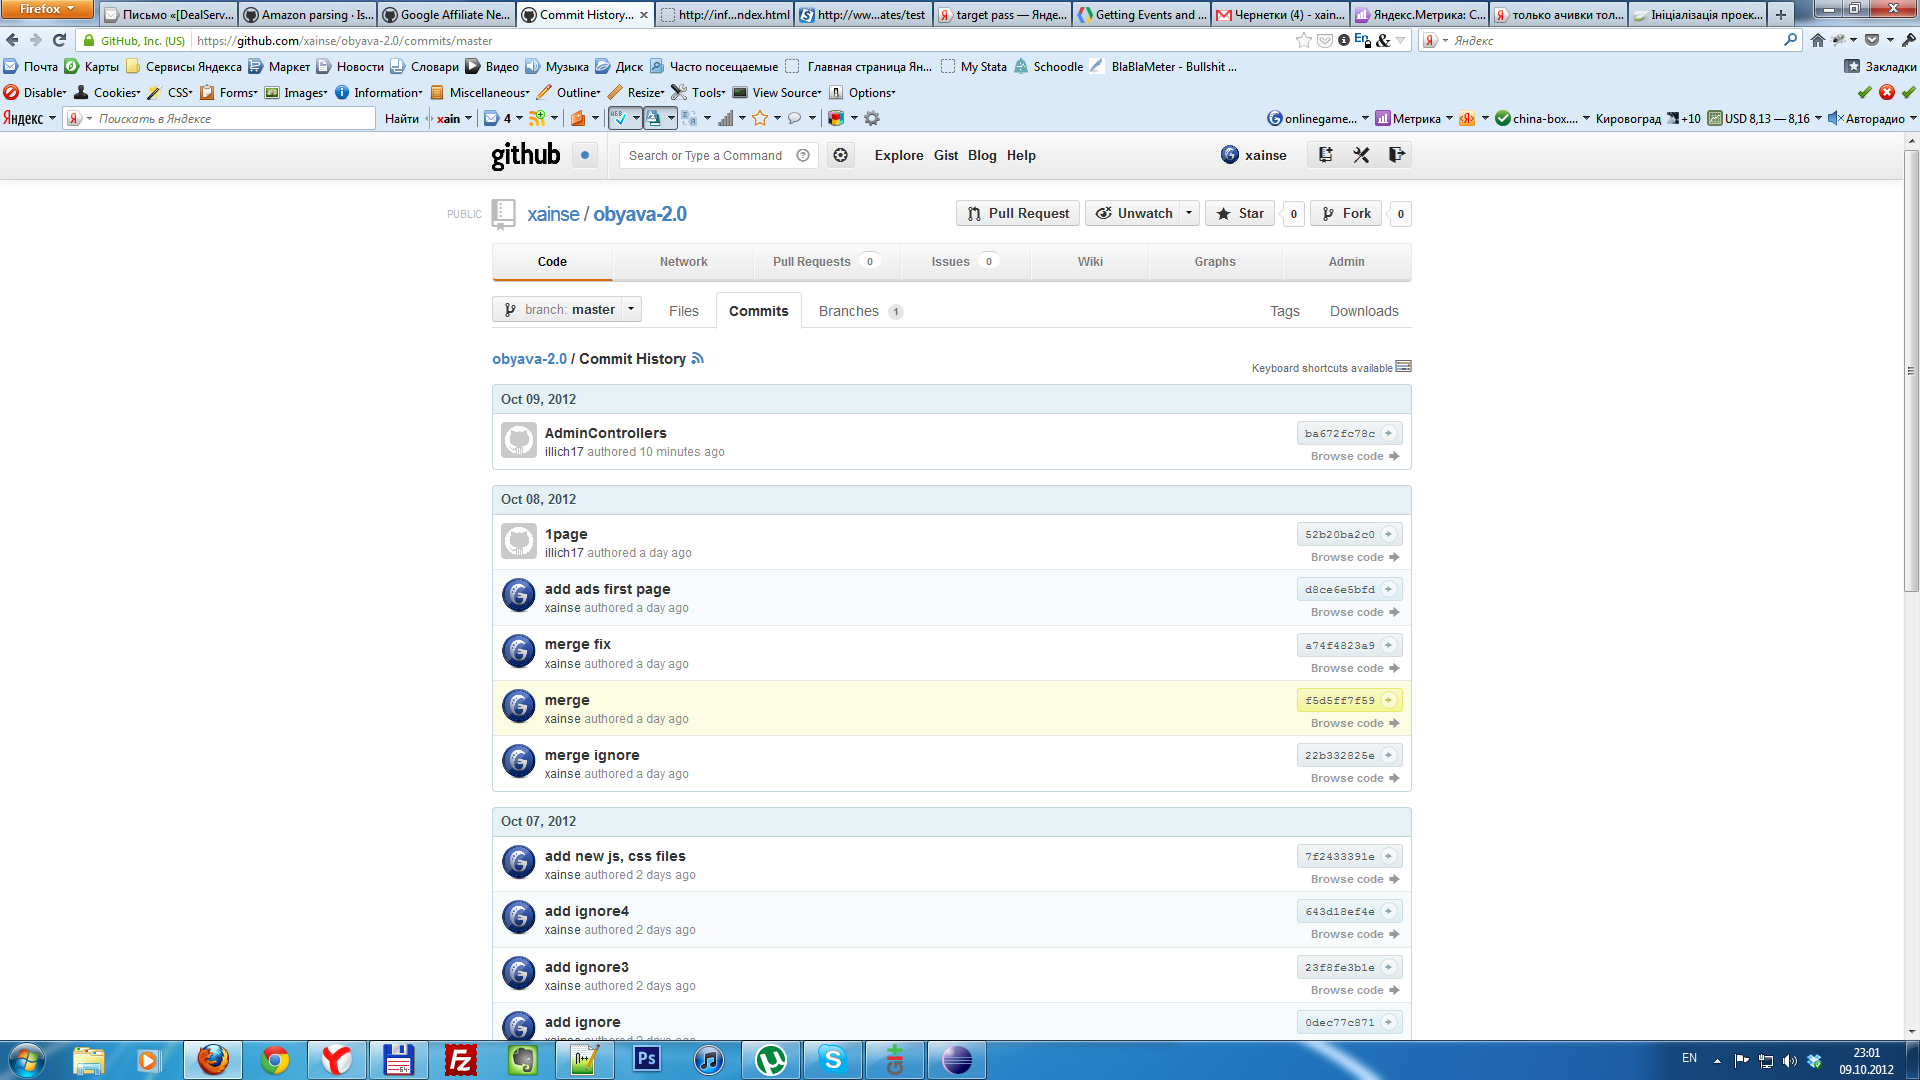 Firefox
Письмо «[DealServ...
Amazon parsing · Is...
Google Affiliate Ne...
Commit History...
http://inf...ndex.html
http://ww...ates/test
target pass — Янде...
Getting Events and ...
Чернетки (4) - xain...
Яндекс.Метрика: С...
только ачивки тол...
Ініціалізація проек...
GitHub, Inc. (US)
https://github.com/xainse/obyava-2.0/commits/master
En
Яндекс
Почта
Карты
Сервисы Яндекса
Маркет
Новости
Словари
Видео
Музыка
Диск
Часто посещаемые
Главная страница Ян...
My Stata
Schoodle
BlaBlaMeter - Bullshit ...
Закладки
Disable
Cookies
CSS
Forms
Images
Information
Miscellaneous
Outline
Resize
Tools
View Source
Options
Яндекс
Поискать в Яндексе
Найти
xain
4
onlinegame...
Метрика
china-box....
Кировоград
+10
USD 8,13 — 8,16
Авторадио
github
Search or Type a Command
Explore Gist Blog Help
xainse
PUBLIC
xainse / obyava-2.0
Pull Request
Unwatch
Star
0
Fork
0
Code
Network
Pull Requests 0
Issues 0
Wiki
Graphs
Admin
branch: master
Files
Commits
Branches 1
Tags
Downloads
obyava-2.0 / Commit History
Keyboard shortcuts available
Oct 09, 2012
AdminControllers
ba672fc78c
illich17 authored 10 minutes ago
Browse code
Oct 08, 2012
1page
52b20ba2c0
illich17 authored a day ago
Browse code
add ads first page
d8ce6e5bfd
xainse authored a day ago
Browse code
merge fix
a74f4823a9
xainse authored a day ago
Browse code
merge
f5d5ff7f59
xainse authored a day ago
Browse code
merge ignore
22b332825e
xainse authored a day ago
Browse code
Oct 07, 2012
add new js, css files
7f2433391e
xainse authored 2 days ago
Browse code
add ignore4
643d18ef4e
xainse authored 2 days ago
Browse code
add ignore3
23f8fe3b1e
xainse authored 2 days ago
Browse code
add ignore
0dec77c871
EN
23:01
09.10.2012